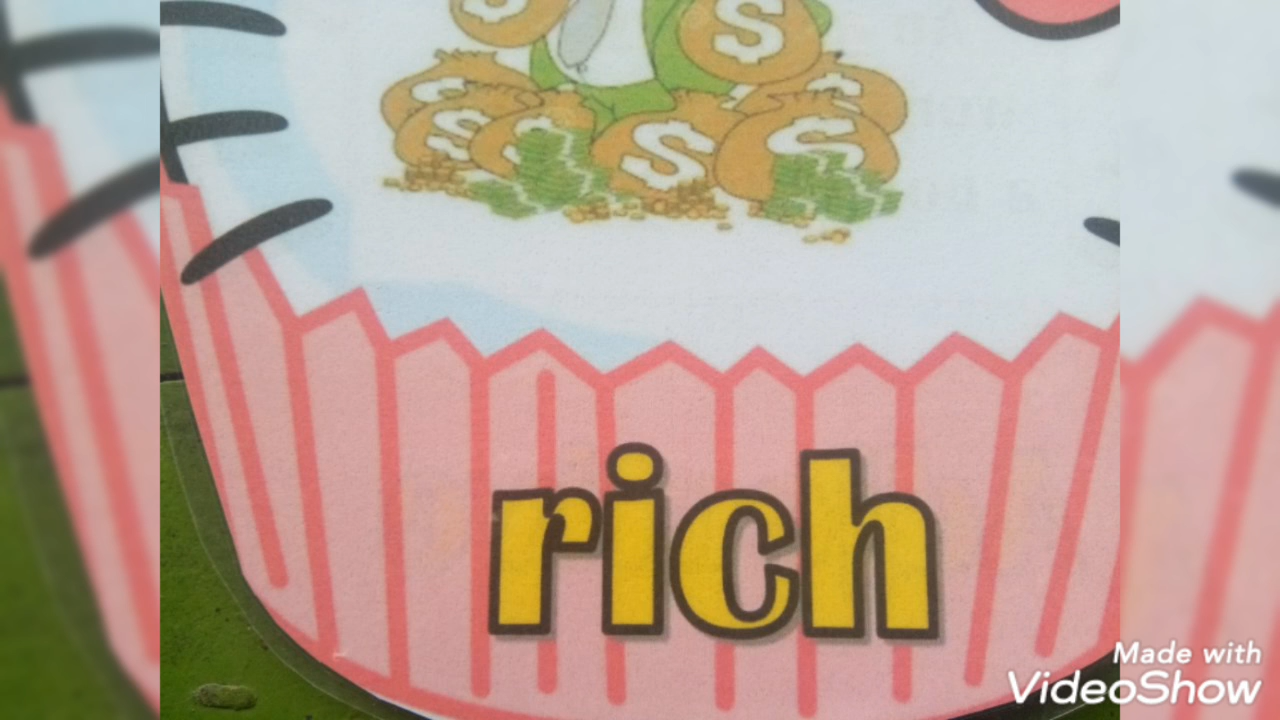 $ $
$ $
$ $ $ $
rich
Made with
VideoShow